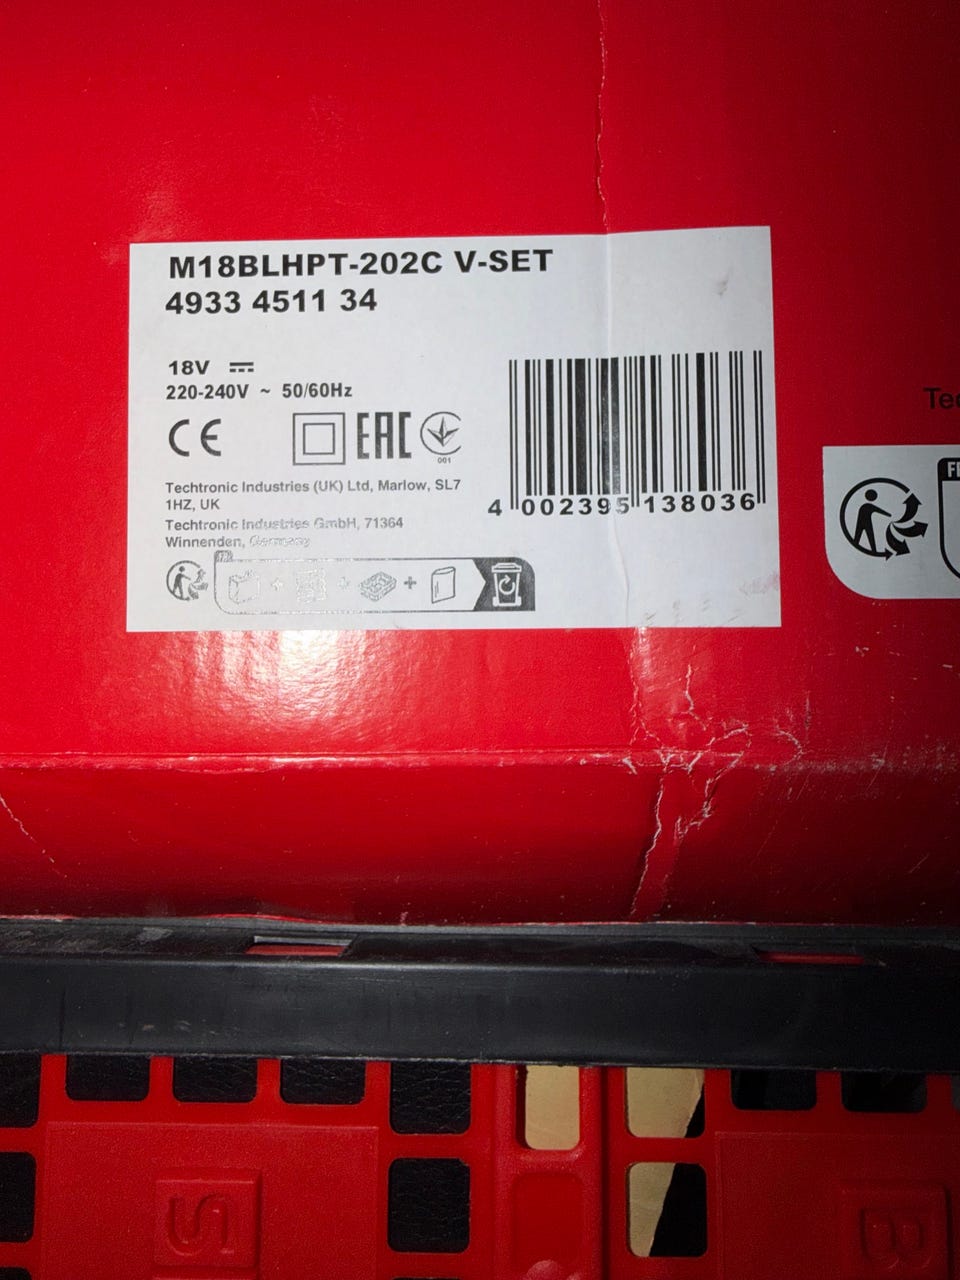 M18BLHPT-202C V-SET
4933 4511 34
18V
220-240V ~ 50/60Hz
CE
EAC
001
Techtronic Industries (UK) Ltd, Marlow, SL7
1HZ, UK
Techtronic Industries GmbH, 71364
Winnenden, Germany
4 002395 138036
Tec
FR
S
B